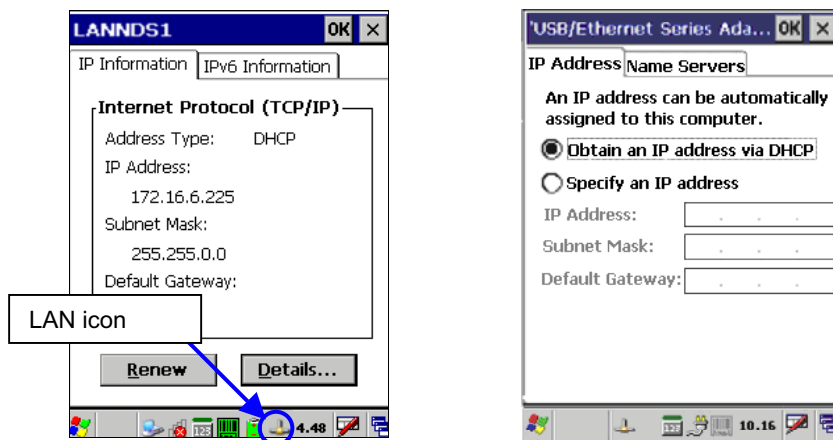 LANNDS1 OK ×
IP Information IPv6 Information
Internet Protocol (TCP/IP)
Address Type: DHCP
IP Address:
172.16.6.225
Subnet Mask:
255.255.0.0
Default Gateway:
LAN icon
Renew Details...
123 4.48
'USB/Ethernet Series Ada... OK ×
IP Address Name Servers
An IP address can be automatically
assigned to this computer.
Obtain an IP address via DHCP
Specify an IP address
IP Address:
Subnet Mask:
Default Gateway:
123 10.16